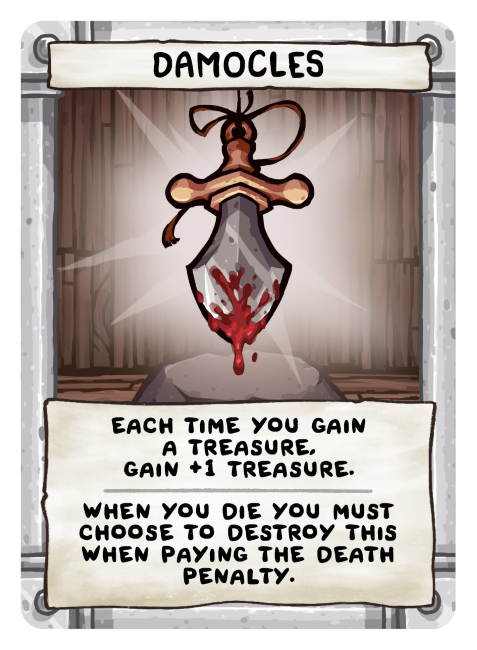 DAMOCLES
EACH TIME YOU GAIN
A TREASURE,
GAIN +1 TREASURE.
WHEN YOU DIE YOU MUST
CHOOSE TO DESTROY THIS
WHEN PAYING THE DEATH
PENALTY.